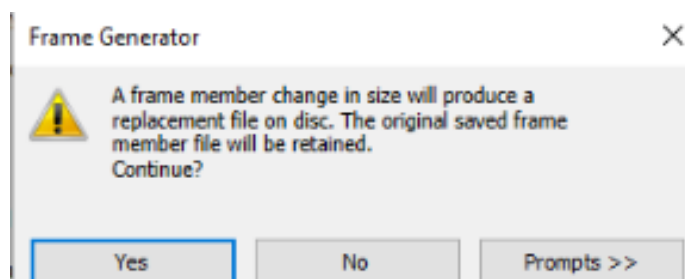 Frame Generator
A frame member change in size will produce a
replacement file on disc. The original saved frame
member file will be retained.
Continue?
Yes No Prompts >>